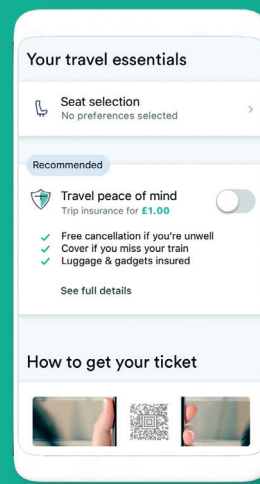 Your travel essentials
Seat selection
No preferences selected
Recommended
Travel peace of mind
Trip insurance for £1.00
Free cancellation if you're unwell
Cover if you miss your train
Luggage & gadgets insured
See full details
How to get your ticket